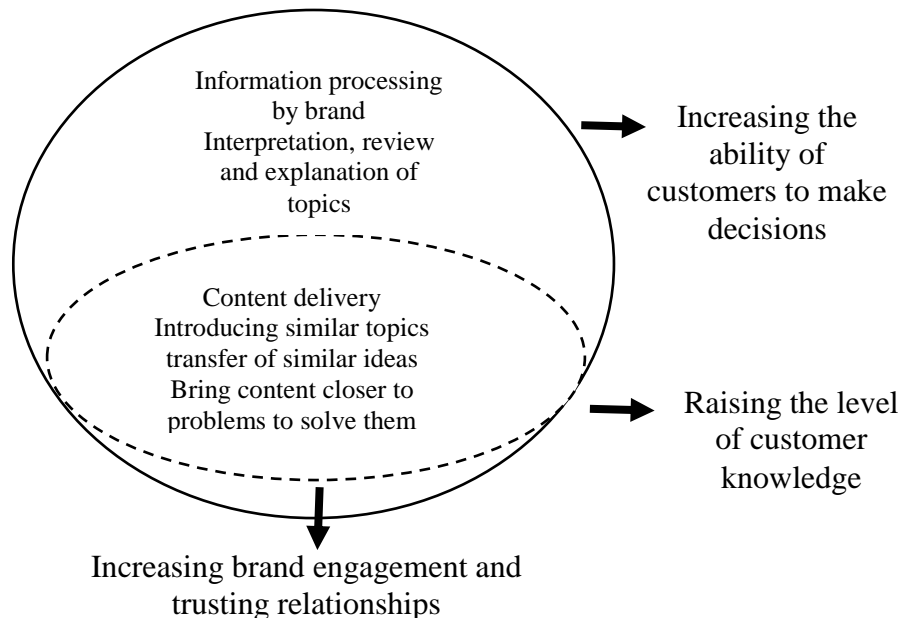 Information processing
by brand
Interpretation, review
and explanation of
topics
Increasing the
ability of
customers to make
decisions
Content delivery
Introducing similar topics
transfer of similar ideas
Bring content closer to
problems to solve them
Raising the level
of customer
knowledge
Increasing brand engagement and
trusting relationships